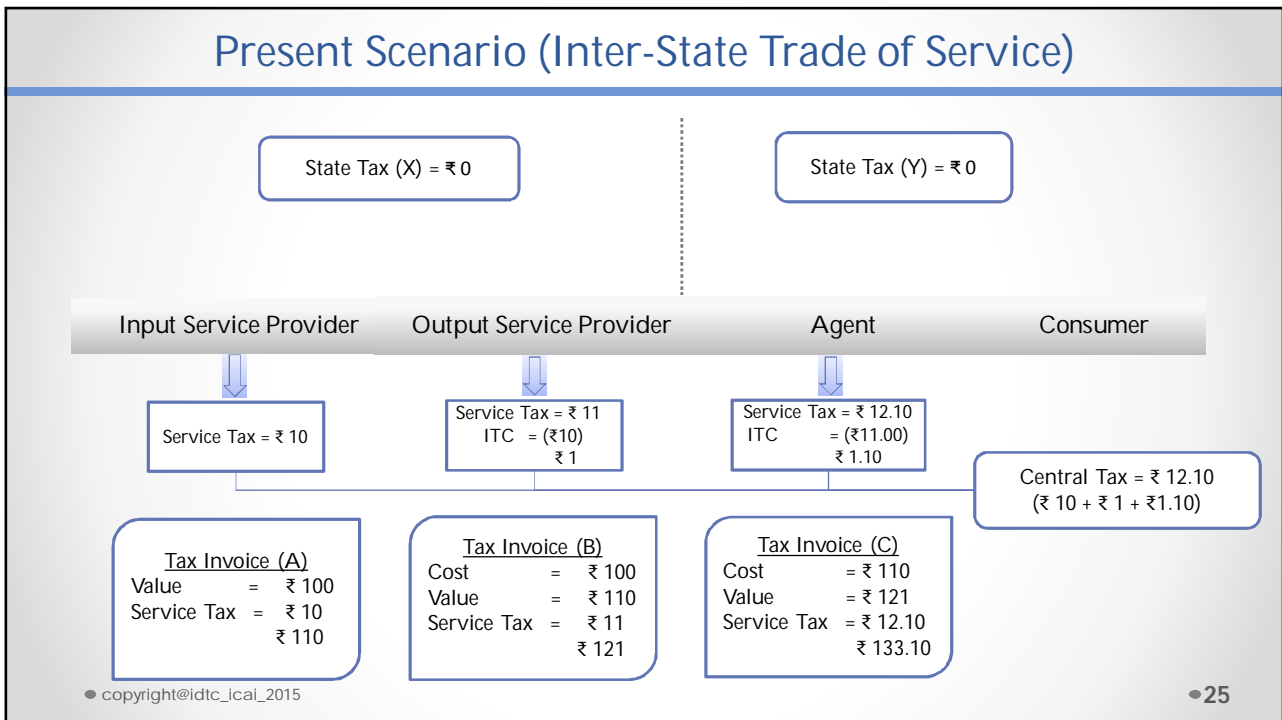 Present Scenario (Inter-State Trade of Service)
State Tax (X) = ₹ 0
State Tax (Y) = ₹ 0
Input Service Provider
Output Service Provider
Agent
Consumer
Service Tax = ₹ 10
Service Tax = ₹ 11
ITC = (₹10)
₹ 1
Service Tax = ₹ 12.10
ITC = (₹11.00)
₹ 1.10
Central Tax = ₹ 12.10
(₹ 10 + ₹ 1 + ₹1.10)
Tax Invoice (A)
Value = ₹ 100
Service Tax = ₹ 10
₹ 110
Tax Invoice (B)
Cost = ₹ 100
Value = ₹ 110
Service Tax = ₹ 11
₹ 121
Tax Invoice (C)
Cost = ₹ 110
Value = ₹ 121
Service Tax = ₹ 12.10
₹ 133.10
● copyright@idtc_icai_2015
●25